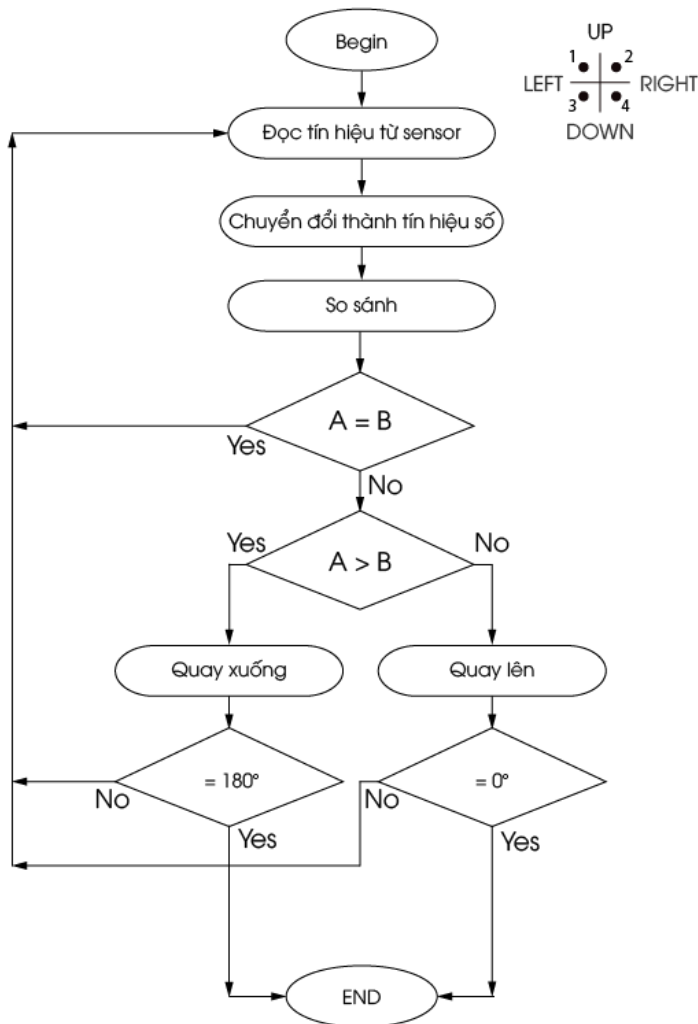 Begin
UP
1 2
LEFT RIGHT
3 4
DOWN
Đọc tín hiệu từ sensor
Chuyển đổi thành tín hiệu số
So sánh
A = B
Yes
No
A > B
Yes
No
Quay xuống
Quay lên
= 180°
No
Yes
= 0°
No
Yes
END